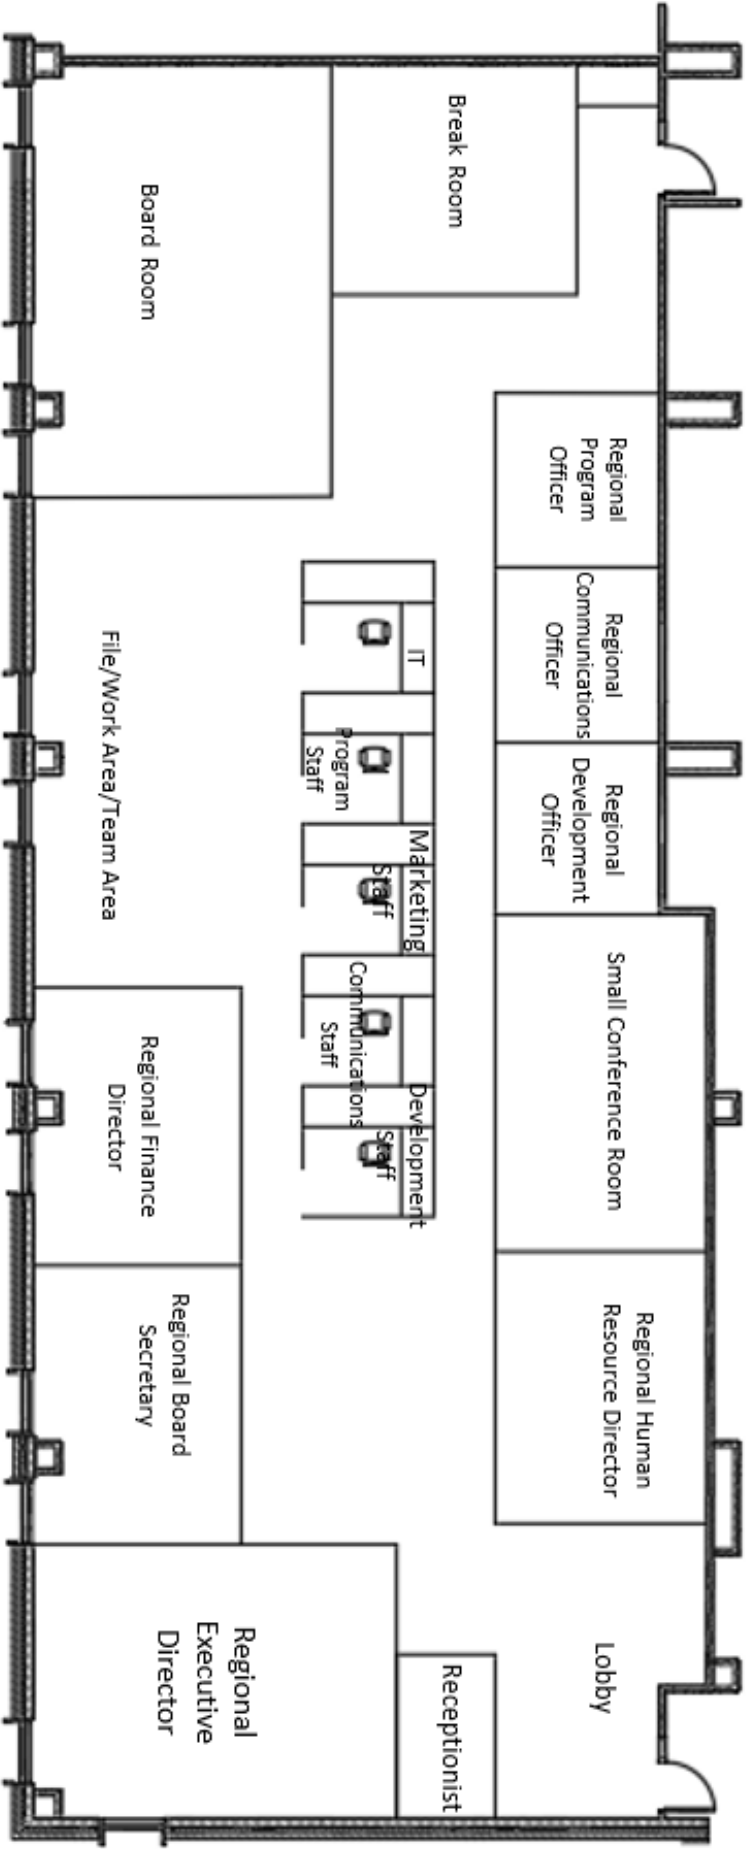 Break Room
Board Room
Regional
Program
Officer
Regional
Communications
Officer
Regional
Development
Officer
Small Conference Room
Regional Human
Resource Director
Lobby
IT
Program
Staff
Marketing
Staff
Communications
Staff
Development
Staff
File/Work Area/Team Area
Regional Finance
Director
Regional Board
Secretary
Regional
Executive
Director
Receptionist